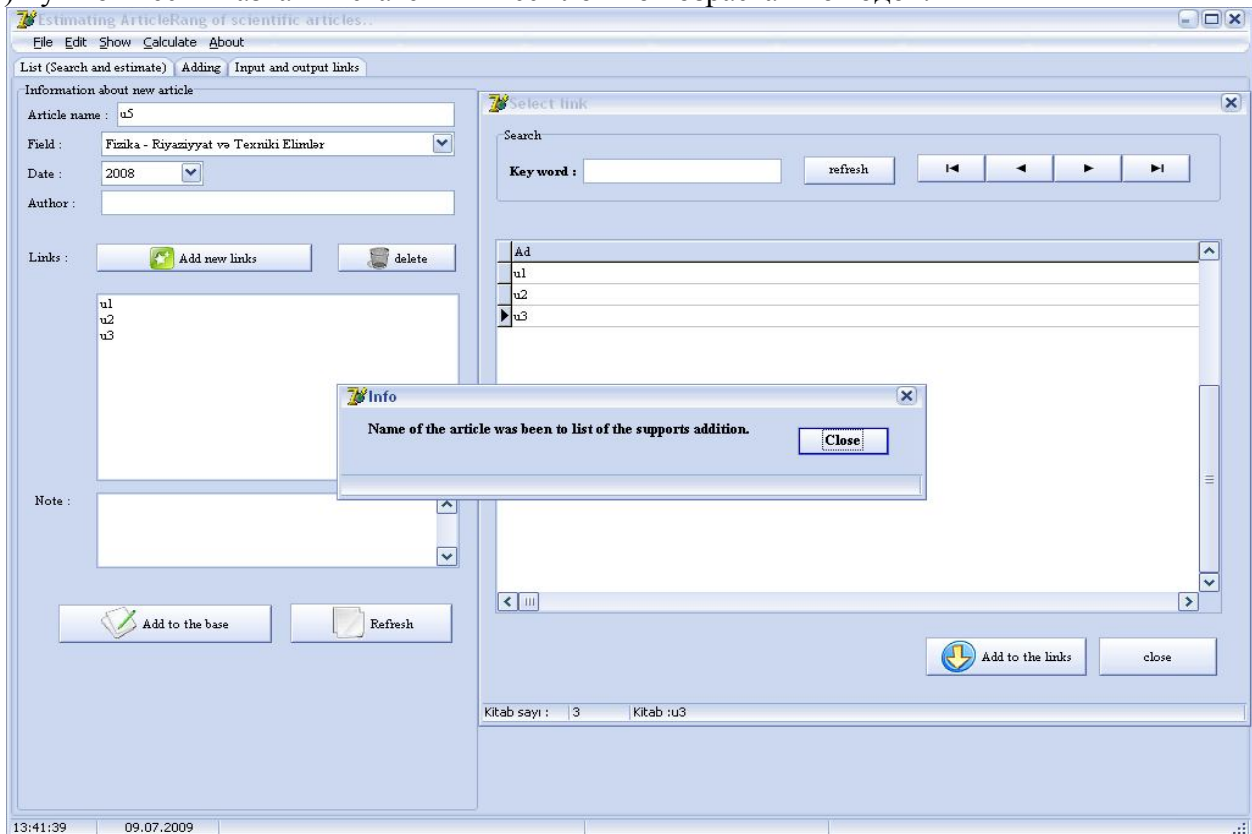 Estimating ArticleRang of scientific articles..
File Edit Show Calculate About
List (Search and estimate) Adding Input and output links
Information about new article
Article name : u5
Field : Fizika - Riyaziyyat və Texniki Elimlər
Date : 2008
Author :
Links : Add new links delete
u1
u2
u3
Note :
Add to the base Refresh
Select link
Search
Key word : refresh
Ad
u1
u2
u3
Info
Name of the article was been to list of the supports addition.
Close
Add to the links close
Kitab sayı : 3 Kitab :u3
13:41:39 09.07.2009